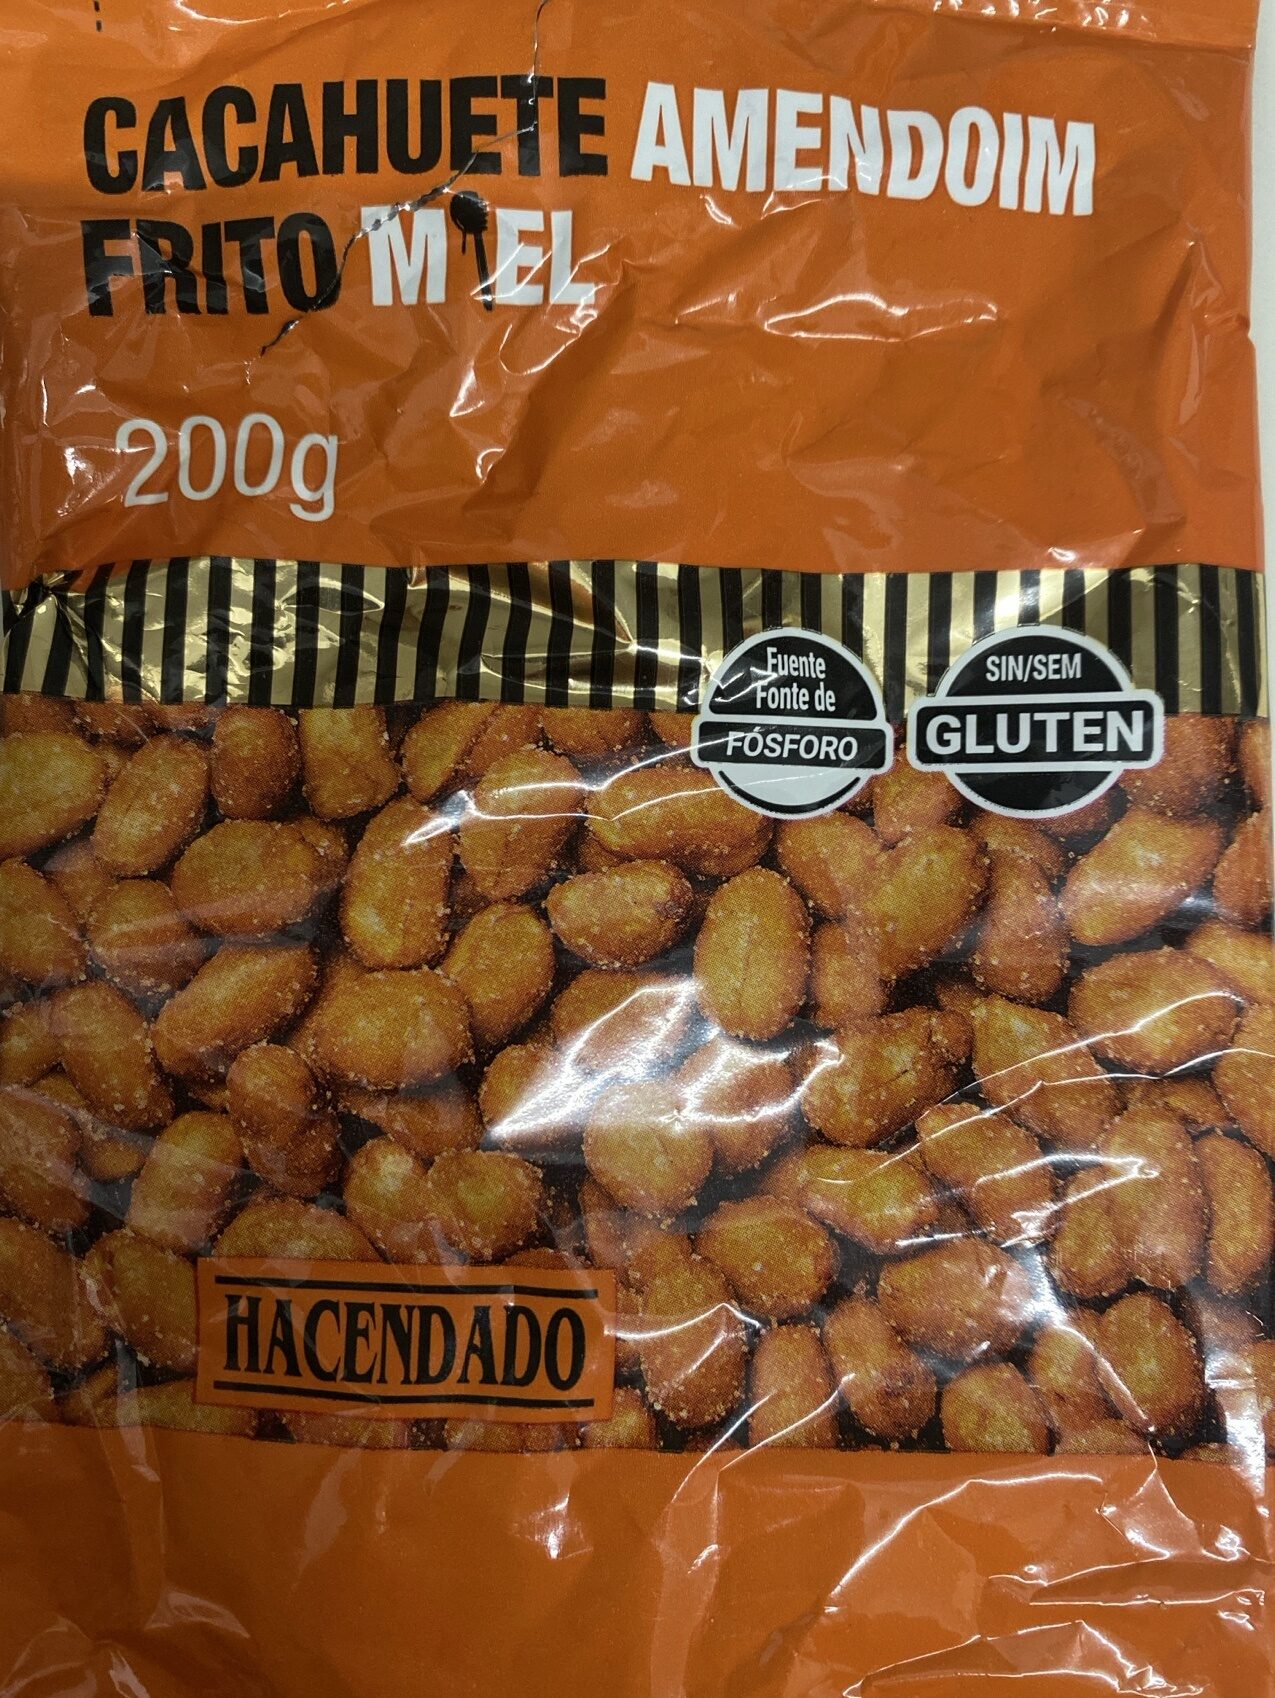 CACAHUETE AMENDOIM
FRITO MIEL
200g
Fuente
Fonte de
FÓSFORO
SIN/SEM
GLUTEN
HACENDADO